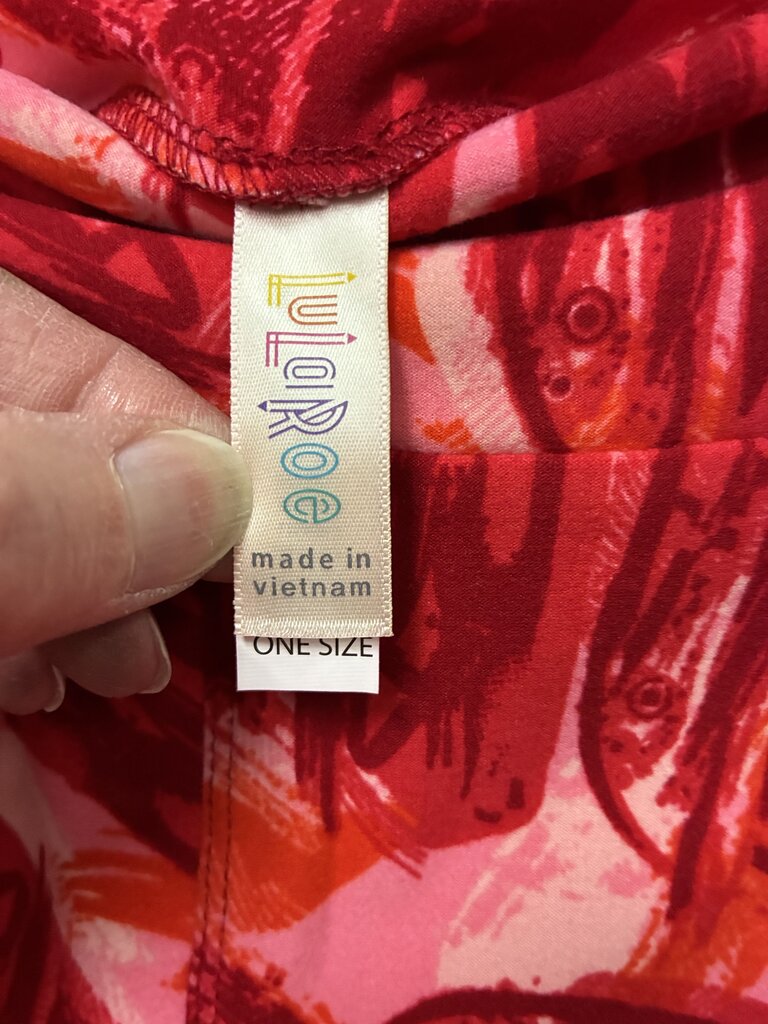 LuLaRoe
made in
vietnam
ONE SIZE